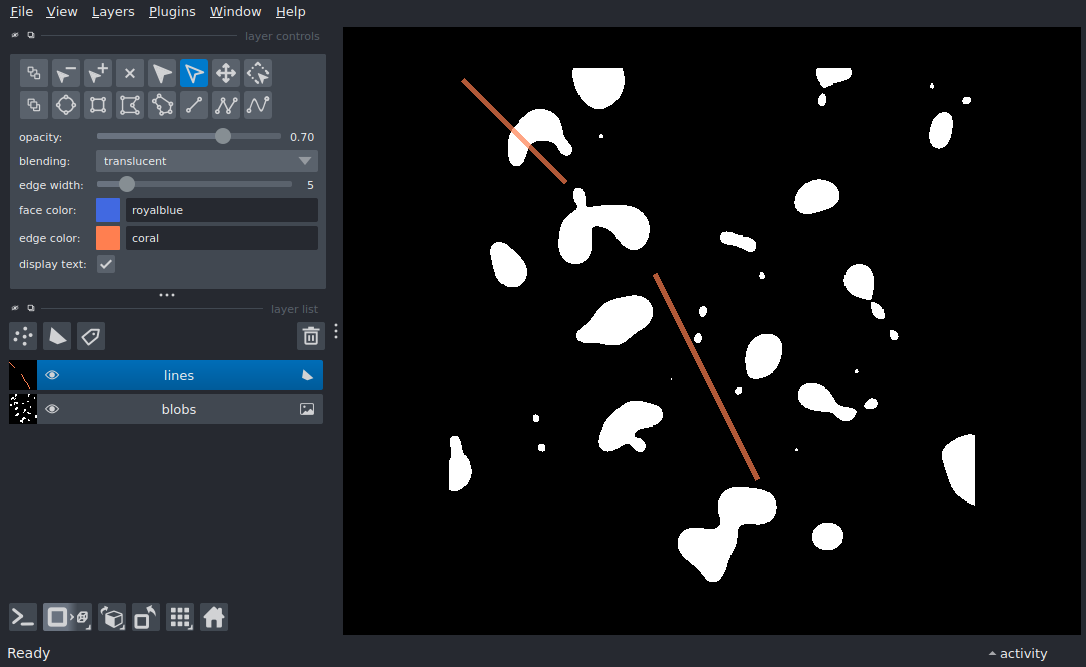 File View Layers Plugins Window Help
layer controls
opacity: 0.70
blending: translucent
edge width: 5
face color: royalblue
edge color: coral
display text:
layer list
lines
blobs
Ready
activity